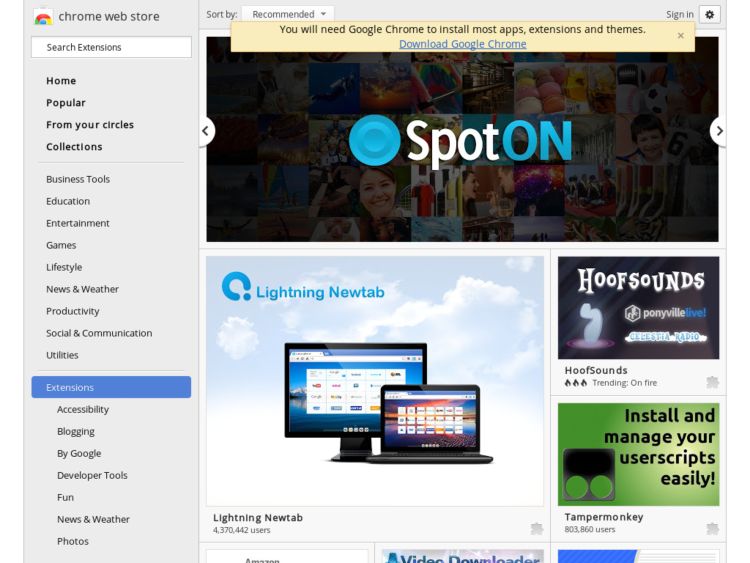 chrome web store
Search Extensions
Home
Popular
From your circles
Collections
Business Tools
Education
Entertainment
Games
Lifestyle
News & Weather
Productivity
Social & Communication
Utilities
Extensions
Accessibility
Blogging
By Google
Developer Tools
Fun
News & Weather
Photos
Sort by:
Recommended
Sign in
You will need Google Chrome to install most apps, extensions and themes.
Download Google Chrome
SpotON
Lightning Newtab
Lightning Newtab
4,370,442 users
HOOFSOUNDS
ponyvillelive!
CELESTIA RADIO
HoofSounds
Trending: On fire
Install and
manage your
userscripts
easily!
Tampermonkey
803,860 users
Amazon
Video Downloader